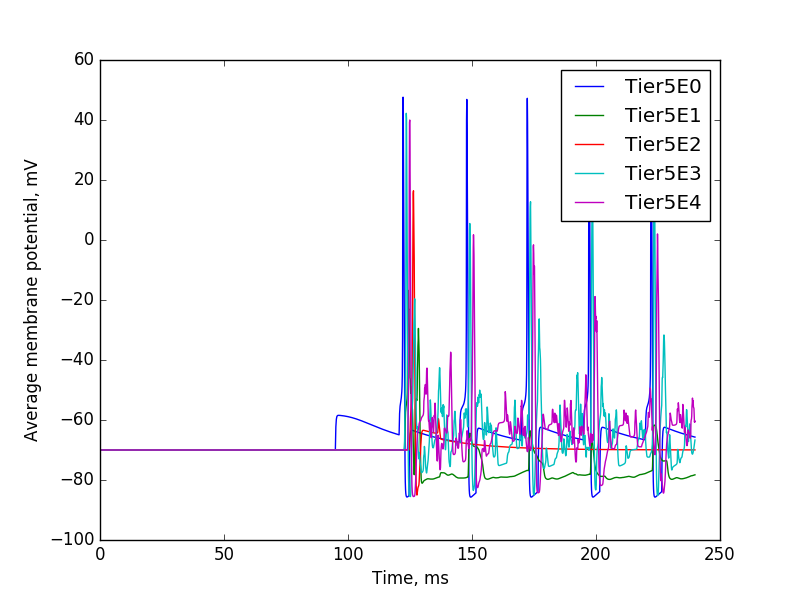 60
40
20
0
−20
−40
−60
−80
−100
0
50
100
150
200
250
Average membrane potential, mV
Time, ms
Tier5E0
Tier5E1
Tier5E2
Tier5E3
Tier5E4